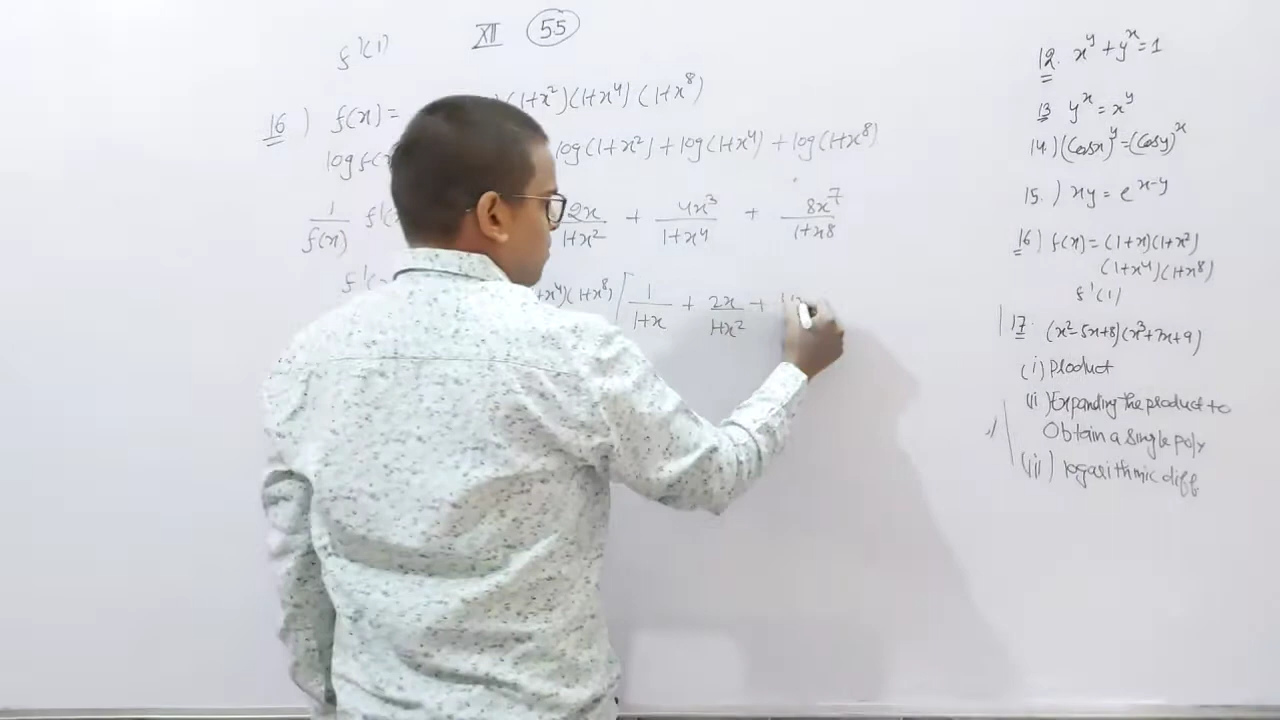 f'(1)
XII 55
16) f(x) = (1+x²)(1+x⁴)(1+x⁸)
log f(x log(1+x²) + log(1+x⁴) + log(1+x⁸)
1/f(x) f'(x 2x/1+x² + 4x³/1+x⁴ + 8x⁷/1+x8
f'(x +x⁴)(1+x⁸) [1/1+x + 2x/1+x² +
12. x^y + y^x = 1
13 y^x = x^y
14) (Cosx)^y = (Cosy)^x
15.) xy = e^x-y
16) f(x) = (1+x)(1+x²)
(1+x⁴)(1+x⁸)
f'(1)
17. (x²-5x+8)(x³+7x+9)
(i) Product
(ii) Expanding the product to
Obtain a single poly
(iii) logarithmic diff